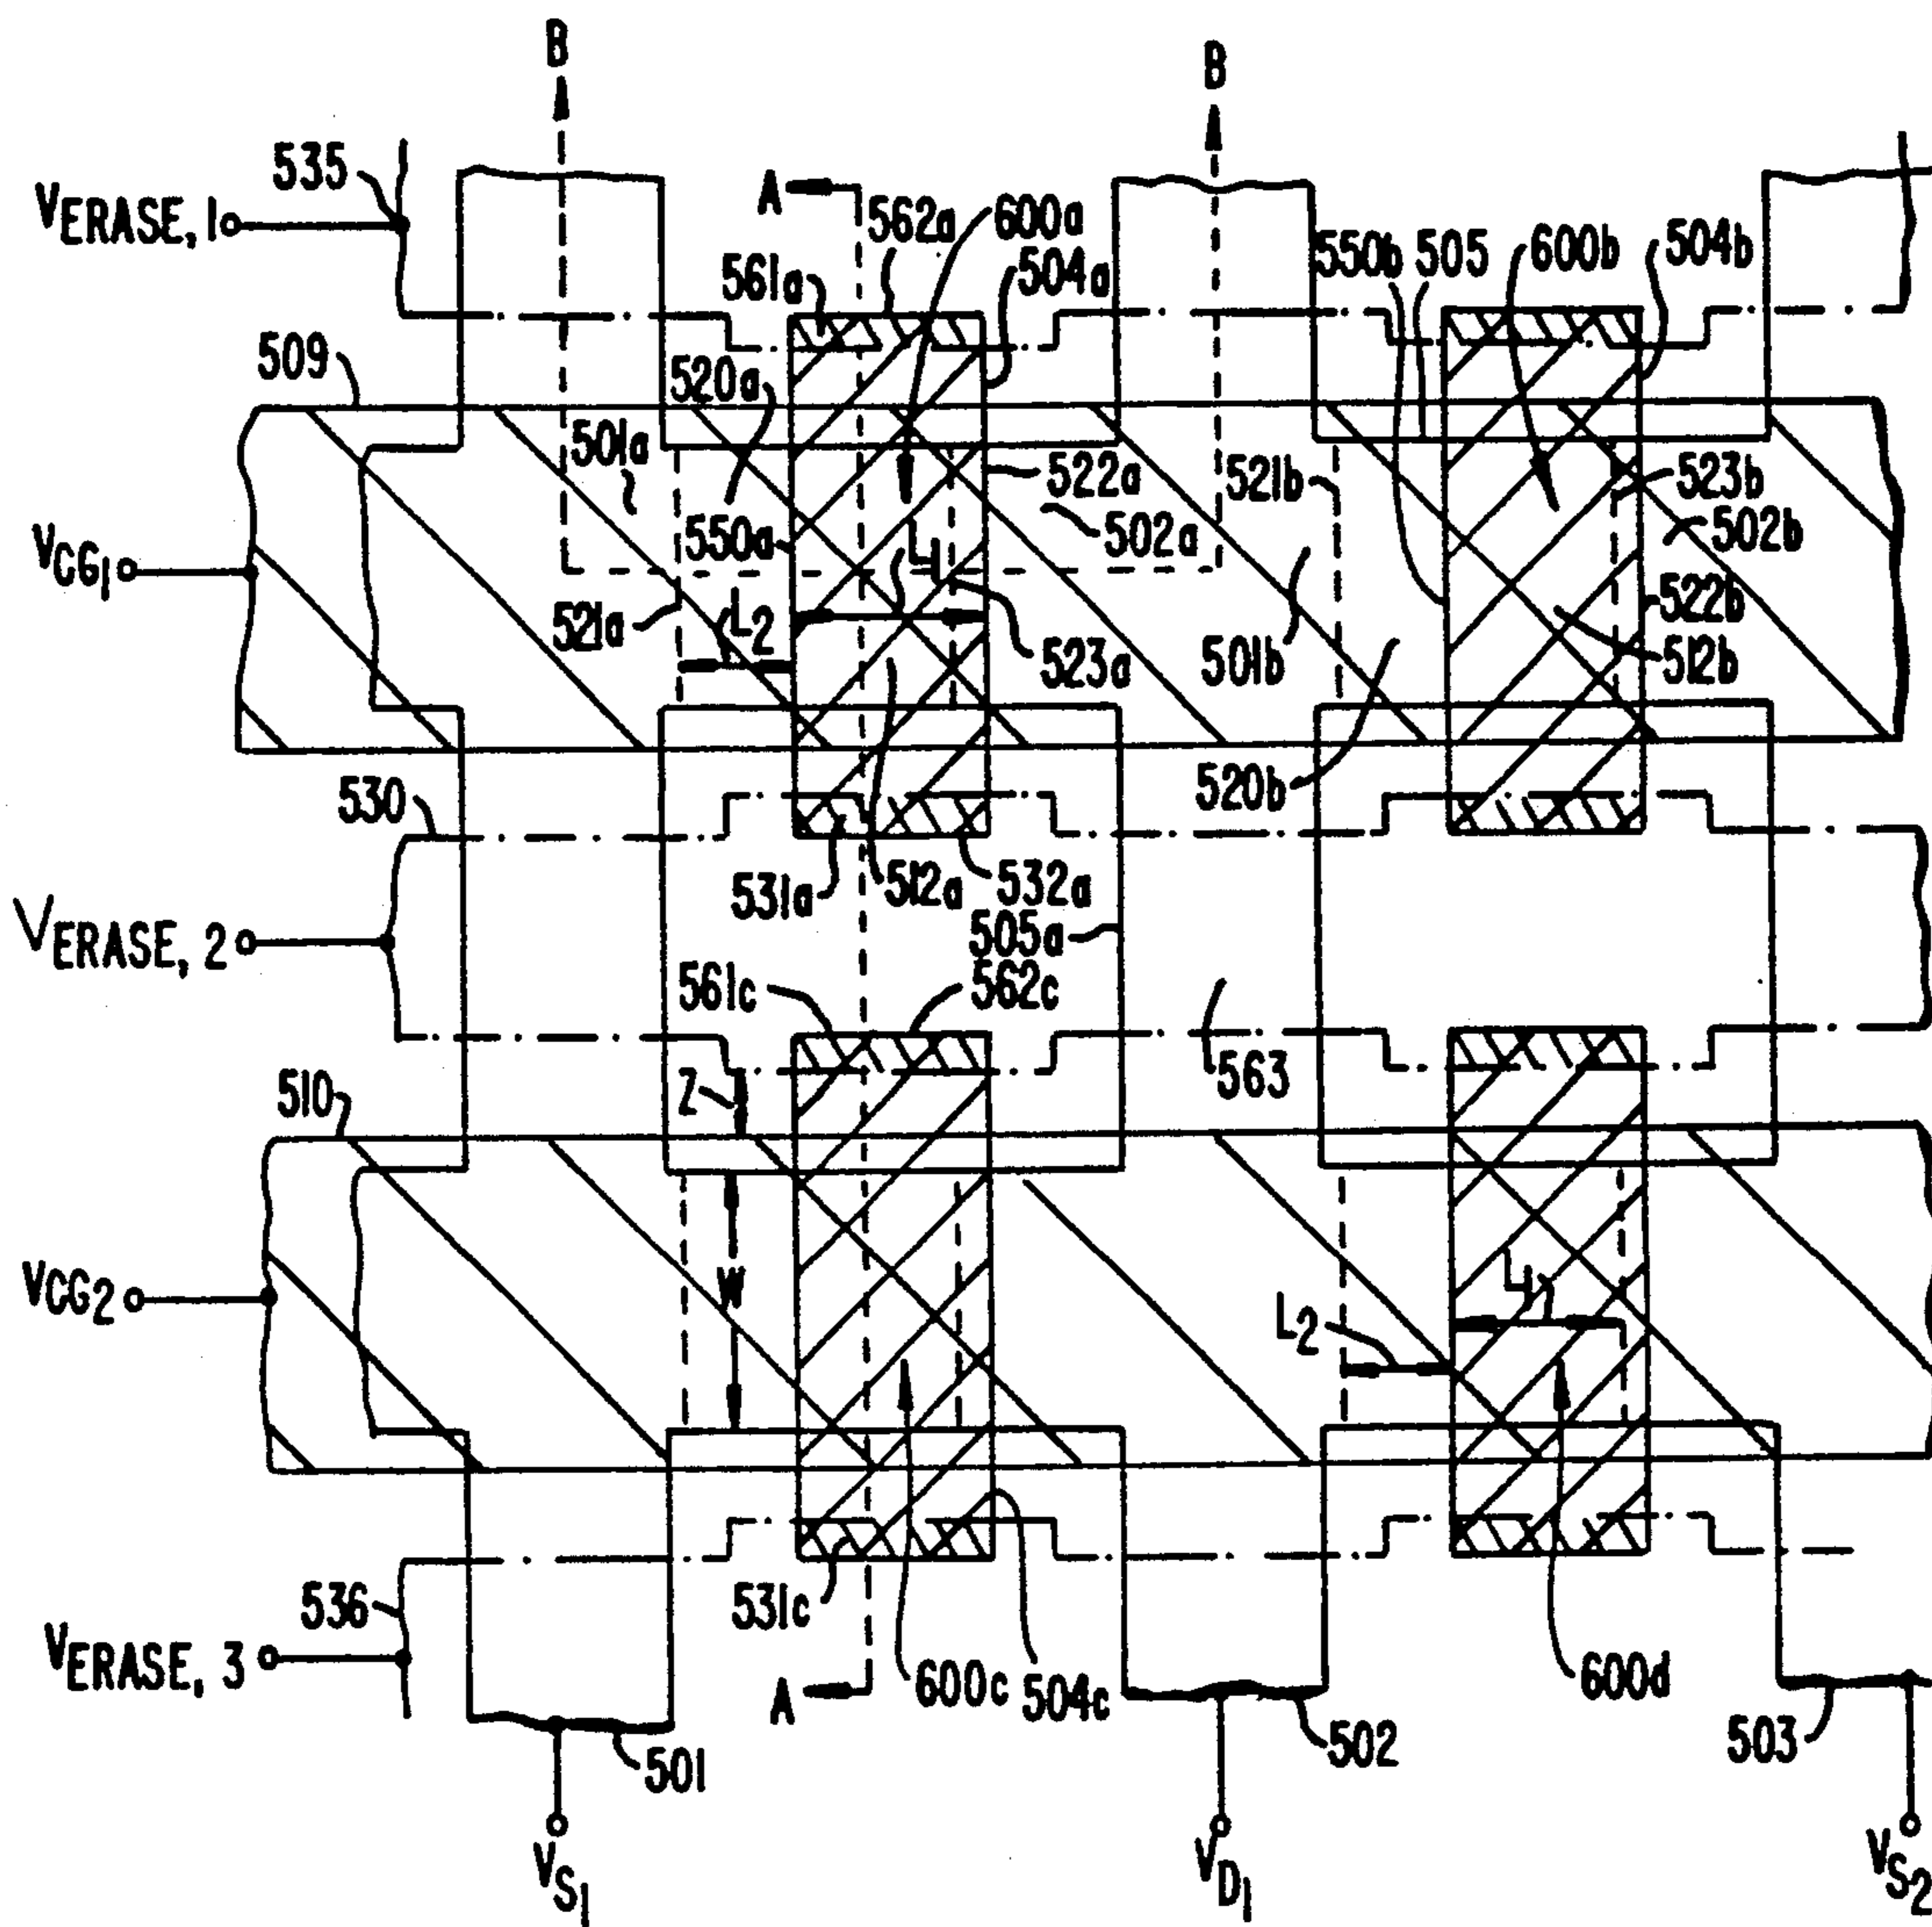 B
B
535
VERASE, 1
A
562a
600a
561a
504a
550b
505
600b
504b
509
520a
501a
522a
521b
523b
502b
VCG1
550a
L1
502a
521a
L2
522b
523a
501b
512b
530
520b
531a
512a
532a
505a
VERASE, 2
561c
562c
563
Z
510
W
VCG2
L1
L2
536
531c
VERASE, 3
A
600c
504c
600d
501
502
503
VS1
VD1
VS2